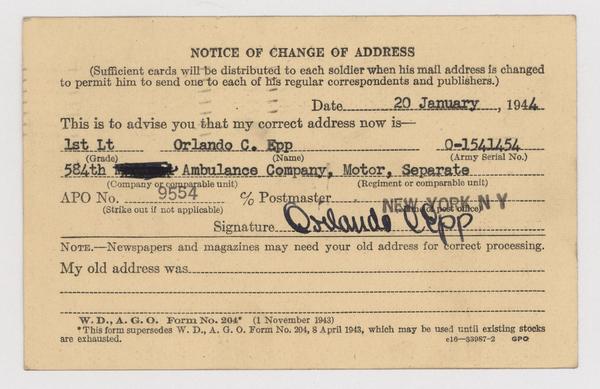 NOTICE OF CHANGE OF ADDRESS
(Sufficient cards will be distributed to each soldier when his mail address is changed
to permit him to send one to each of his regular correspondents and publishers.)
Date 20 January, 1944
This is to advise you that my correct address now is—
1st Lt Orlando C. Epp O-1541454
(Grade) (Name) (Army Serial No.)
584th Ambulance Company, Motor, Separate
(Company or comparable unit) (Regiment or comparable unit)
APO No. 9554 c/o Postmaster NEW YORK N Y
(Strike out if not applicable) post office)
Signature Orlando C Epp
NOTE.—Newspapers and magazines may need your old address for correct processing.
My old address was
W. D., A. G. O. Form No. 204* (1 November 1943)
*This form supersedes W. D., A. G. O. Form No. 204, 8 April 1943, which may be used until existing stocks
are exhausted. c16—33987-2 GPO